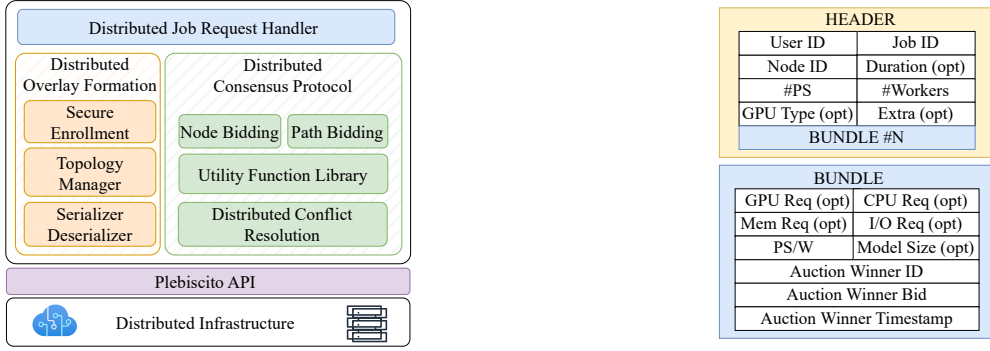 Distributed Job Request Handler
Distributed
Overlay Formation
Secure
Enrollment
Topology
Manager
Serializer
Deserializer
Distributed
Consensus Protocol
Node Bidding
Path Bidding
Utility Function Library
Distributed Conflict
Resolution
Plebiscito API
Distributed Infrastructure
HEADER
User ID
Job ID
Node ID
Duration (opt)
#PS
#Workers
GPU Type (opt)
Extra (opt)
BUNDLE #N
BUNDLE
GPU Req (opt)
CPU Req (opt)
Mem Req (opt)
I/O Req (opt)
PS/W
Model Size (opt)
Auction Winner ID
Auction Winner Bid
Auction Winner Timestamp